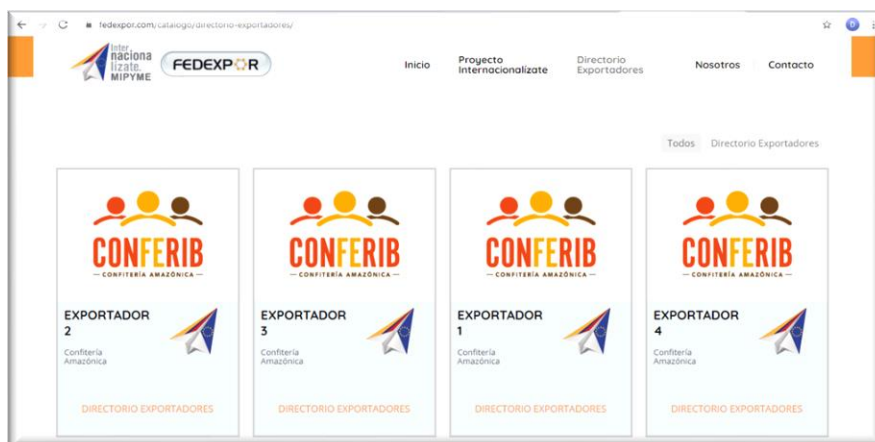 fedexpor.com/catalogo/directorio-exportadores/
D
Inter
naciona
lízate.
MIPYME
FEDEXPOR
Inicio
Proyecto
Internacionalízate
Directorio
Exportadores
Nosotros
Contacto
Todos
Directorio Exportadores
CONFERIB
— CONFITERÍA AMAZÓNICA —
EXPORTADOR
2
Confitería
Amazónica
DIRECTORIO EXPORTADORES
CONFERIB
— CONFITERÍA AMAZÓNICA —
EXPORTADOR
3
Confitería
Amazónica
DIRECTORIO EXPORTADORES
CONFERIB
— CONFITERÍA AMAZÓNICA —
EXPORTADOR
1
Confitería
Amazónica
DIRECTORIO EXPORTADORES
CONFERIB
— CONFITERÍA AMAZÓNICA —
EXPORTADOR
4
Confitería
Amazónica
DIRECTORIO EXPORTADORES